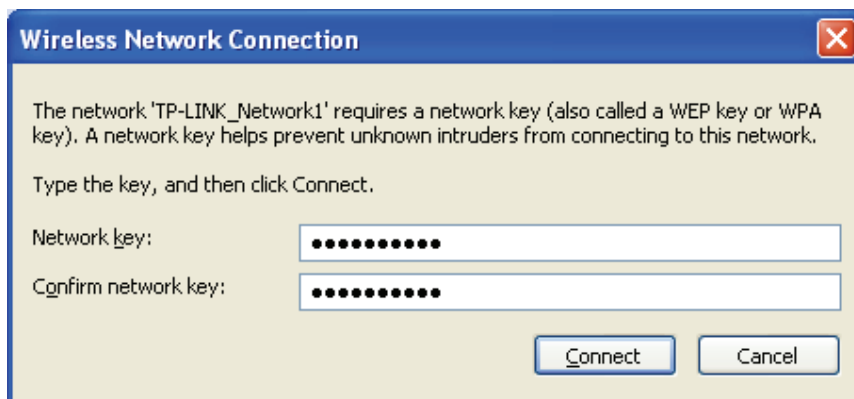 Wireless Network Connection
The network 'TP-LINK_Network1' requires a network key (also called a WEP key or WPA
key). A network key helps prevent unknown intruders from connecting to this network.
Type the key, and then click Connect.
Network key: ●●●●●●●●●●
Confirm network key: ●●●●●●●●●●
Connect Cancel